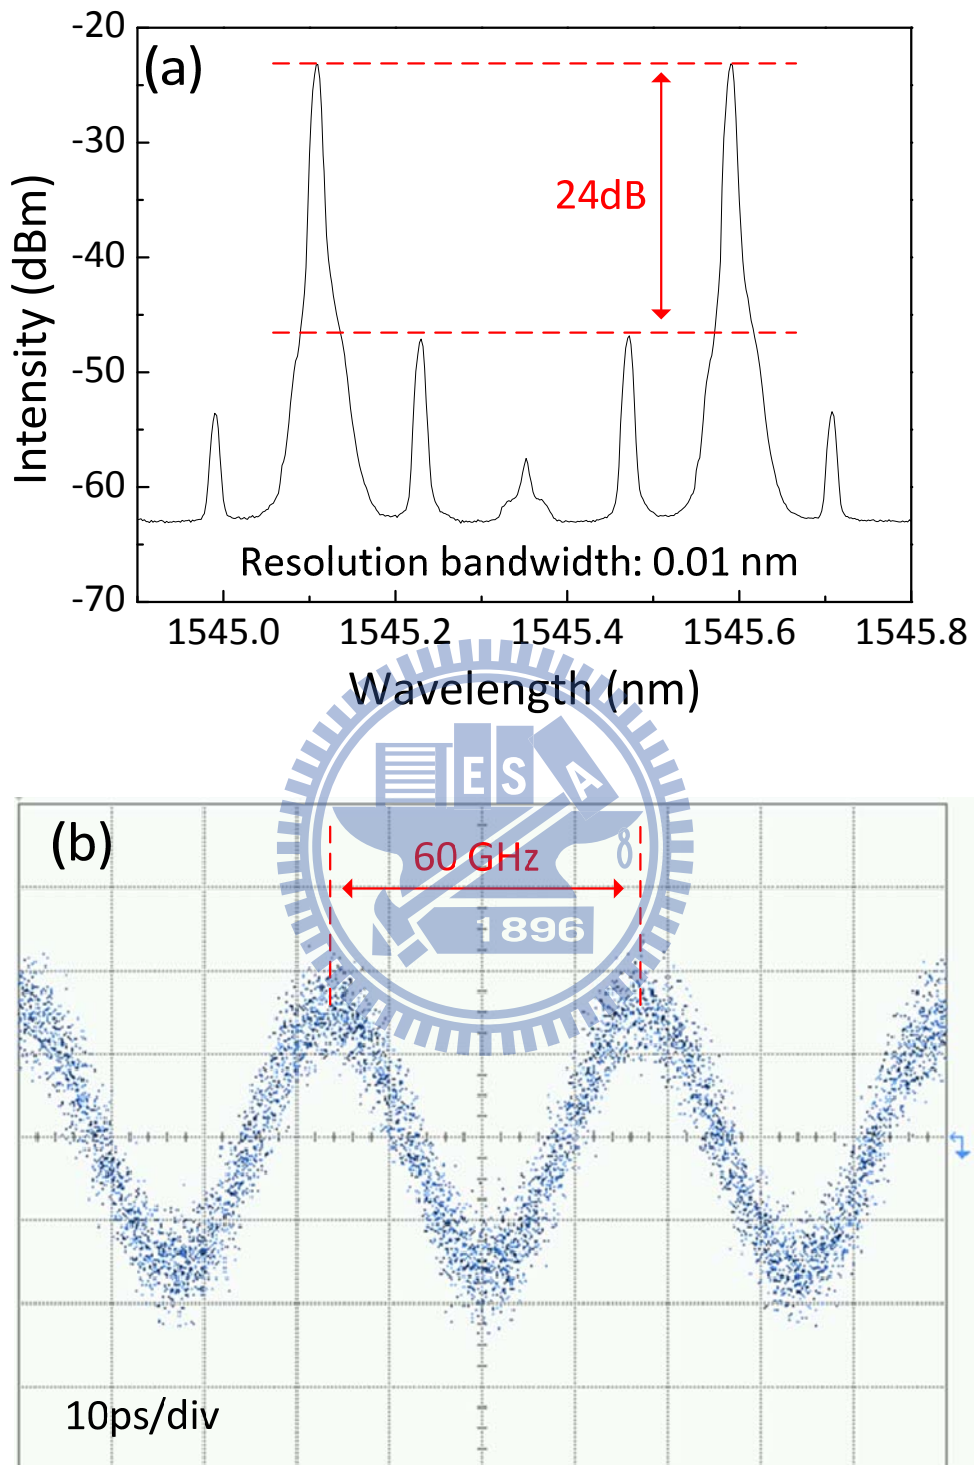 (a)
-20
-30
-40
-50
-60
-70
Intensity (dBm)
24dB
Resolution bandwidth: 0.01 nm
1545.0 1545.2 1545.4 1545.6 1545.8
Wavelength (nm)
E S A
(b)
60 GHz
8
1896
10ps/div